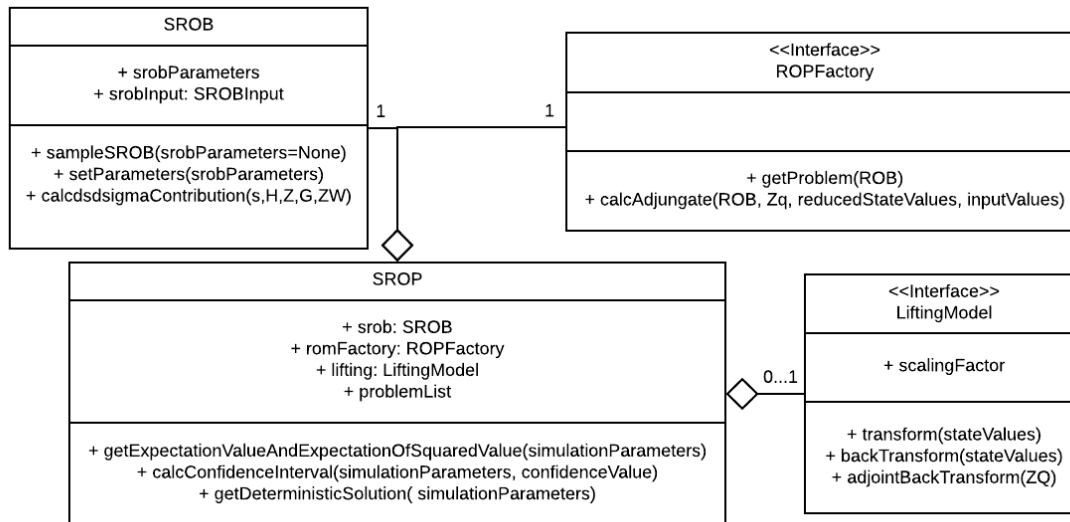 SROB
+ srobParameters
+ srobInput: SROBInput
+ sampleSROB(srobParameters=None)
+ setParameters(srobParameters)
+ calcdsdsigmaContribution(s,H,Z,G,ZW)
1
1
<<Interface>>
ROPFactory
+ getProblem(ROB)
+ calcAdjungate(ROB, Zq, reducedStateValues, inputValues)
SROP
+ srob: SROB
+ romFactory: ROPFactory
+ lifting: LiftingModel
+ problemList
+ getExpectationValueAndExpectationOfSquaredValue(simulationParameters)
+ calcConfidenceInterval(simulationParameters, confidenceValue)
+ getDeterministicSolution( simulationParameters)
0...1
<<Interface>>
LiftingModel
+ scalingFactor
+ transform(stateValues)
+ backTransform(stateValues)
+ adjointBackTransform(ZQ)